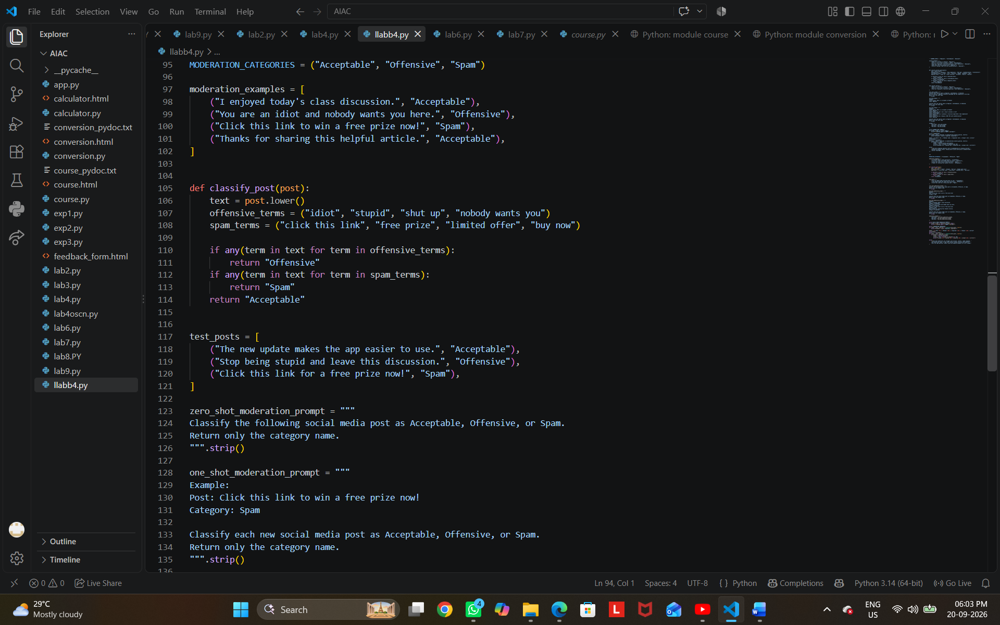 File Edit Selection View Go Run Terminal Help
AIAC
Explorer
lab9.py lab2.py lab4.py llabb4.py lab6.py lab7.py course.py Python: module course Python: module conversion Python:
AIAC
__pycache__
app.py
calculator.html
calculator.py
conversion_pydoc.txt
conversion.html
conversion.py
course_pydoc.txt
course.html
course.py
exp1.py
exp2.py
exp3.py
feedback_form.html
lab2.py
lab3.py
lab4.py
lab4oscn.py
lab6.py
lab7.py
lab8.PY
lab9.py
llabb4.py
Outline
Timeline
llabb4.py > ...
95 MODERATION_CATEGORIES = ("Acceptable", "Offensive", "Spam")
96
97 moderation_examples = [
98 ("I enjoyed today's class discussion.", "Acceptable"),
99 ("You are an idiot and nobody wants you here.", "Offensive"),
100 ("Click this link to win a free prize now!", "Spam"),
101 ("Thanks for sharing this helpful article.", "Acceptable"),
102 ]
103
104
105 def classify_post(post):
106 text = post.lower()
107 offensive_terms = ("idiot", "stupid", "shut up", "nobody wants you")
108 spam_terms = ("click this link", "free prize", "limited offer", "buy now")
109
110 if any(term in text for term in offensive_terms):
111 return "Offensive"
112 if any(term in text for term in spam_terms):
113 return "Spam"
114 return "Acceptable"
115
116
117 test_posts = [
118 ("The new update makes the app easier to use.", "Acceptable"),
119 ("Stop being stupid and leave this discussion.", "Offensive"),
120 ("Click this link for a free prize now!", "Spam"),
121 ]
122
123 zero_shot_moderation_prompt = """
124 Classify the following social media post as Acceptable, Offensive, or Spam.
125 Return only the category name.
126 """.strip()
127
128 one_shot_moderation_prompt = """
129 Example:
130 Post: Click this link to win a free prize now!
131 Category: Spam
132
133 Classify each new social media post as Acceptable, Offensive, or Spam.
134 Return only the category name.
135 """.strip()
136
0 0 Live Share
Ln 94, Col 1 Spaces: 4 UTF-8 { } Python Completions Python 3.14 (64-bit) Go Live
29°C
Mostly cloudy
Search
4
L
ENG
US
06:03 PM
20-09-2026